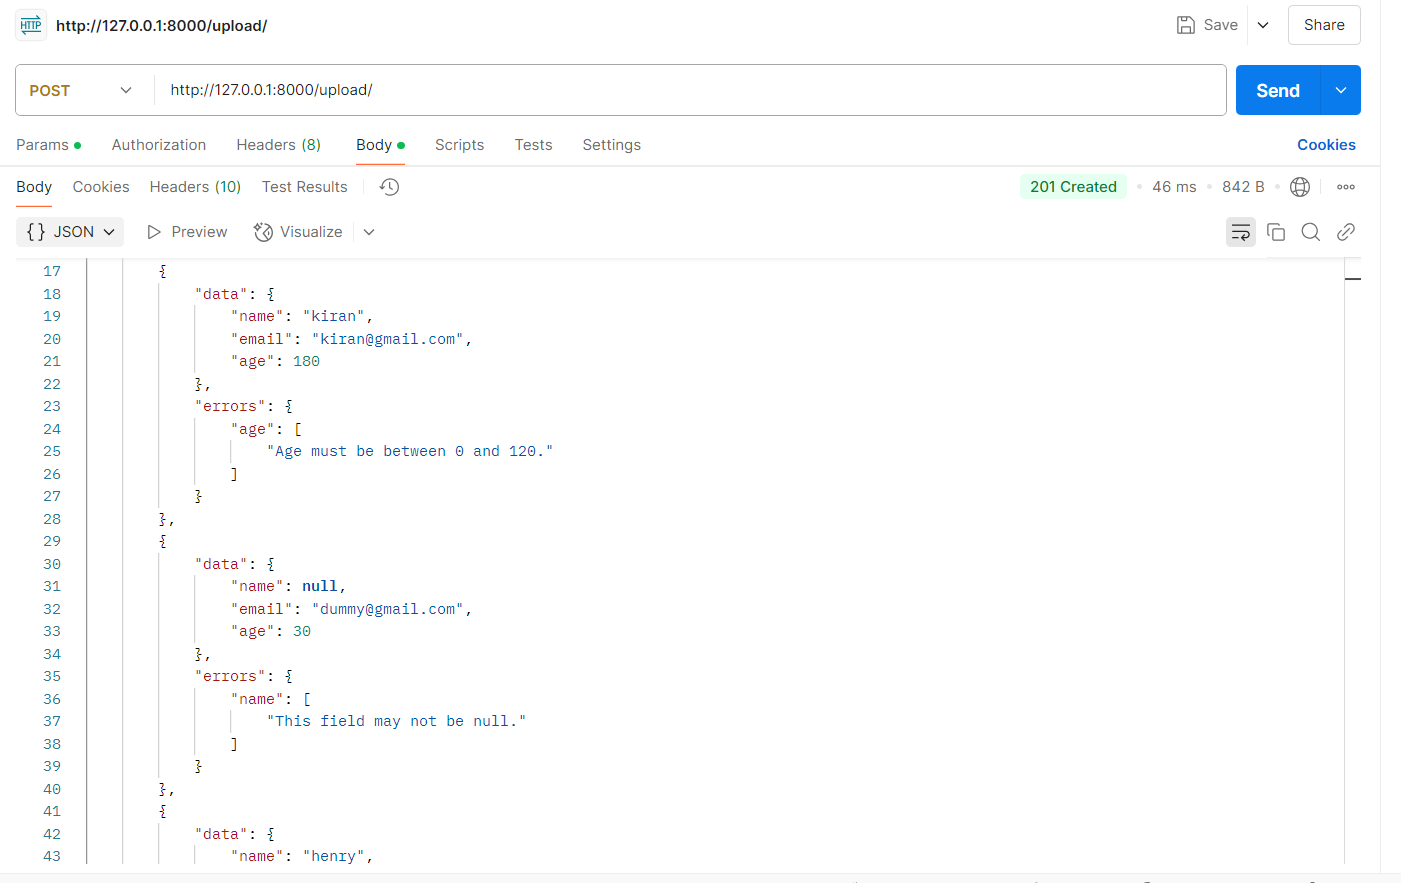 HTTP http://127.0.0.1:8000/upload/ Save Share
POST http://127.0.0.1:8000/upload/ Send
Params Authorization Headers (8) Body Scripts Tests Settings Cookies
Body Cookies Headers (10) Test Results 201 Created 46 ms 842 B
{} JSON Preview Visualize
17 {
18 "data": {
19 "name": "kiran",
20 "email": "kiran@gmail.com",
21 "age": 180
22 },
23 "errors": {
24 "age": [
25 "Age must be between 0 and 120."
26 ]
27 }
28 },
29 {
30 "data": {
31 "name": null,
32 "email": "dummy@gmail.com",
33 "age": 30
34 },
35 "errors": {
36 "name": [
37 "This field may not be null."
38 ]
39 }
40 },
41 {
42 "data": {
43 "name": "henry",